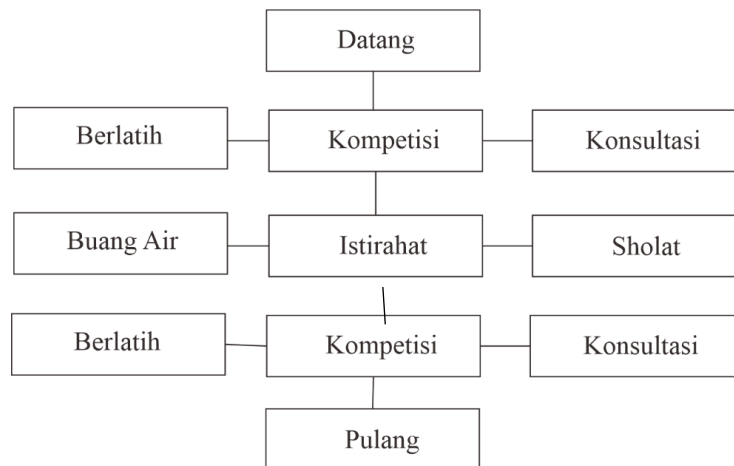 Datang
Berlatih
Kompetisi
Konsultasi
Buang Air
Istirahat
Sholat
Berlatih
Kompetisi
Konsultasi
Pulang